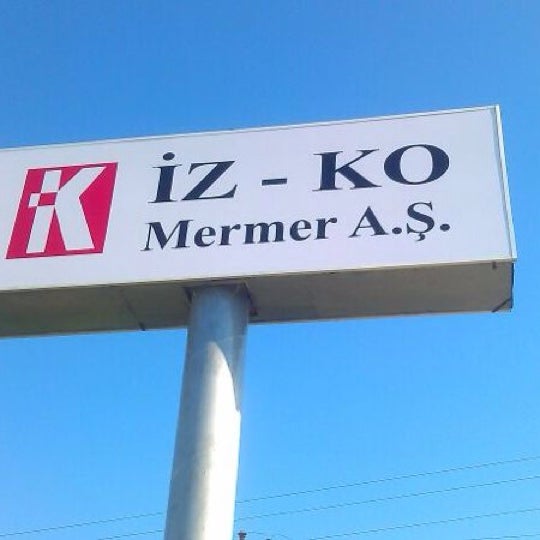 İZ - KO
Mermer A.Ş.